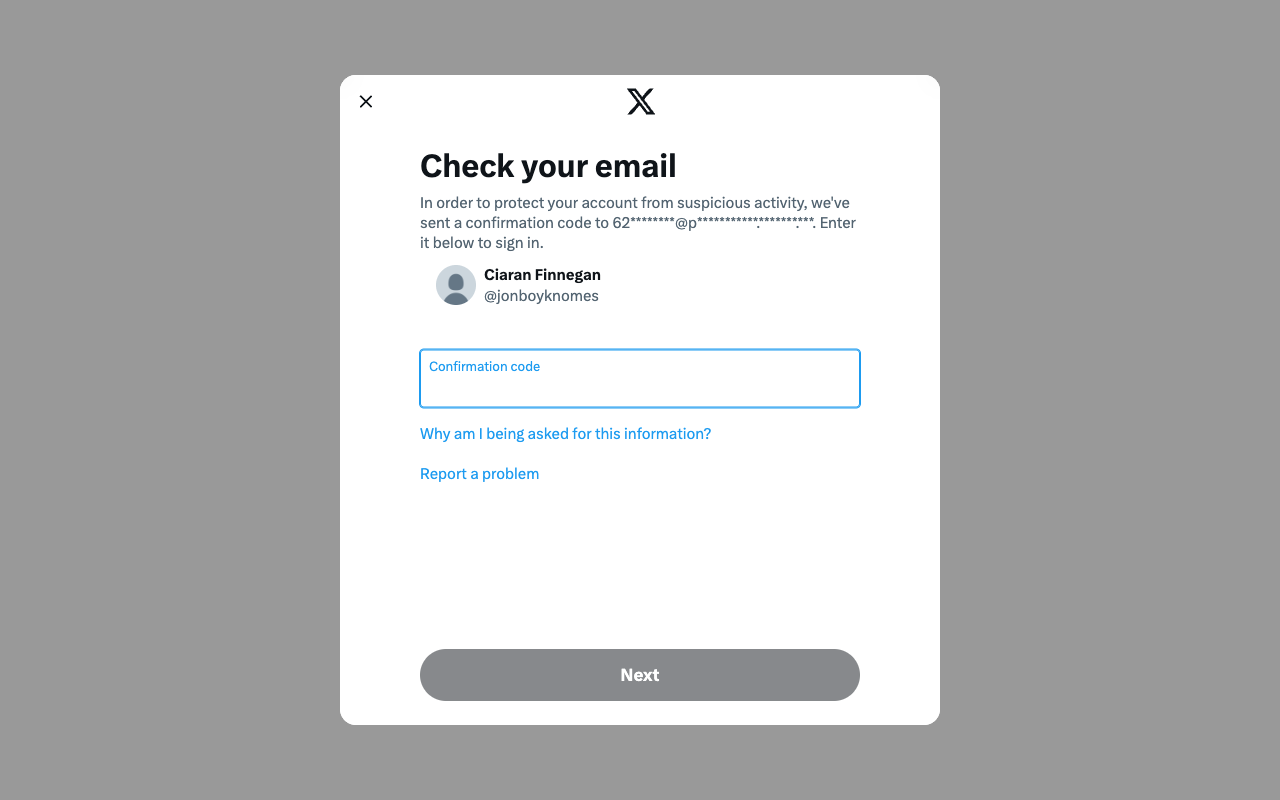 Check your email
In order to protect your account from suspicious activity, we've
sent a confirmation code to 62********@p***********.*******.***. Enter
it below to sign in.
Ciaran Finnegan
@jonboyknomes
Confirmation code
Why am I being asked for this information?
Report a problem
Next